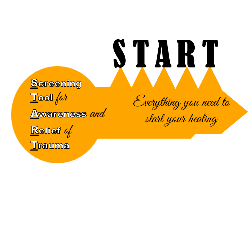 START
Screening
Tool for
Awareness and
Relief of
Trauma
Everything you need to
start your healing